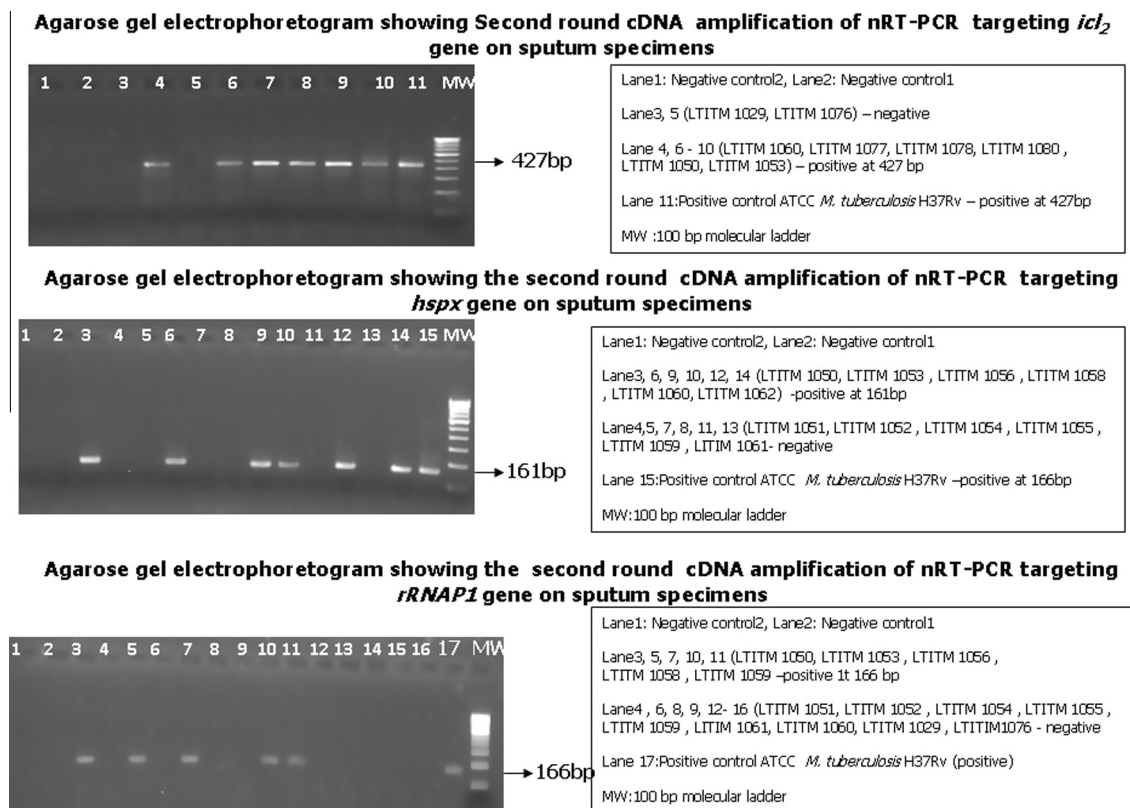 Agarose gel electrophoretogram showing Second round cDNA amplification of nRT-PCR targeting icl2
gene on sputum specimens
1 2 3 4 5 6 7 8 9 10 11 MW
427bp
Lane1: Negative control2, Lane2: Negative control1
Lane3, 5 (LTITM 1029, LTITM 1076) – negative
Lane 4, 6 - 10 (LTITM 1060, LTITM 1077, LTITM 1078, LTITM 1080 ,
LTITM 1050, LTITM 1053) – positive at 427 bp
Lane 11:Positive control ATCC M. tuberculosis H37Rv – positive at 427bp
MW :100 bp molecular ladder
Agarose gel electrophoretogram showing the second round cDNA amplification of nRT-PCR targeting
hspx gene on sputum specimens
1 2 3 4 5 6 7 8 9 10 11 12 13 14 15 MW
161bp
Lane1: Negative control2, Lane2: Negative control1
Lane3, 6, 9, 10, 12, 14 (LTITM 1050, LTITM 1053 , LTITM 1056 , LTITM 1058
, LTITM 1060, LTITM 1062) -positive at 161bp
Lane4,5, 7, 8, 11, 13 (LTITM 1051, LTITM 1052 , LTITM 1054 , LTITM 1055 ,
LTITM 1059 , LITIM 1061- negative
Lane 15:Positive control ATCC M. tuberculosis H37Rv –positive at 166bp
MW:100 bp molecular ladder
Agarose gel electrophoretogram showing the second round cDNA amplification of nRT-PCR targeting
rRNAP1 gene on sputum specimens
1 2 3 4 5 6 7 8 9 10 11 12 13 14 15 16 17 MW
166bp
Lane1: Negative control2, Lane2: Negative control1
Lane3, 5, 7, 10, 11 (LTITM 1050, LTITM 1053 , LTITM 1056 ,
LTITM 1058 , LTITM 1059 –positive 1t 166 bp
Lane4 , 6, 8, 9, 12- 16 (LTITM 1051, LTITM 1052 , LTITM 1054 , LTITM 1055 ,
LTITM 1059 , LITIM 1061, LTITM 1060, LTITM 1029 , LTITIM1076 - negative
Lane 17:Positive control ATCC M. tuberculosis H37Rv (positive)
MW:100 bp molecular ladder